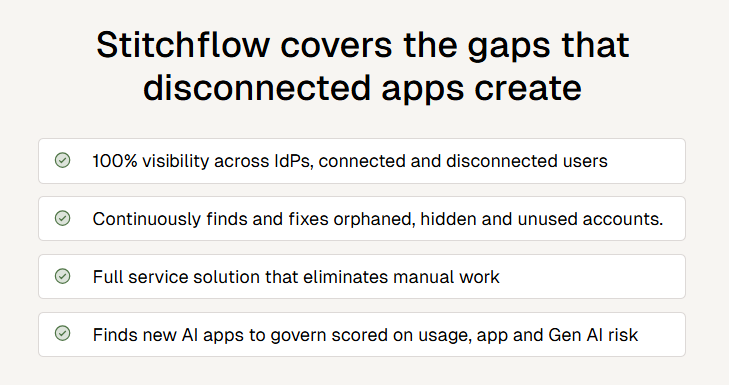 Stitchflow covers the gaps that
disconnected apps create
100% visibility across IdPs, connected and disconnected users
Continuously finds and fixes orphaned, hidden and unused accounts.
Full service solution that eliminates manual work
Finds new AI apps to govern scored on usage, app and Gen AI risk